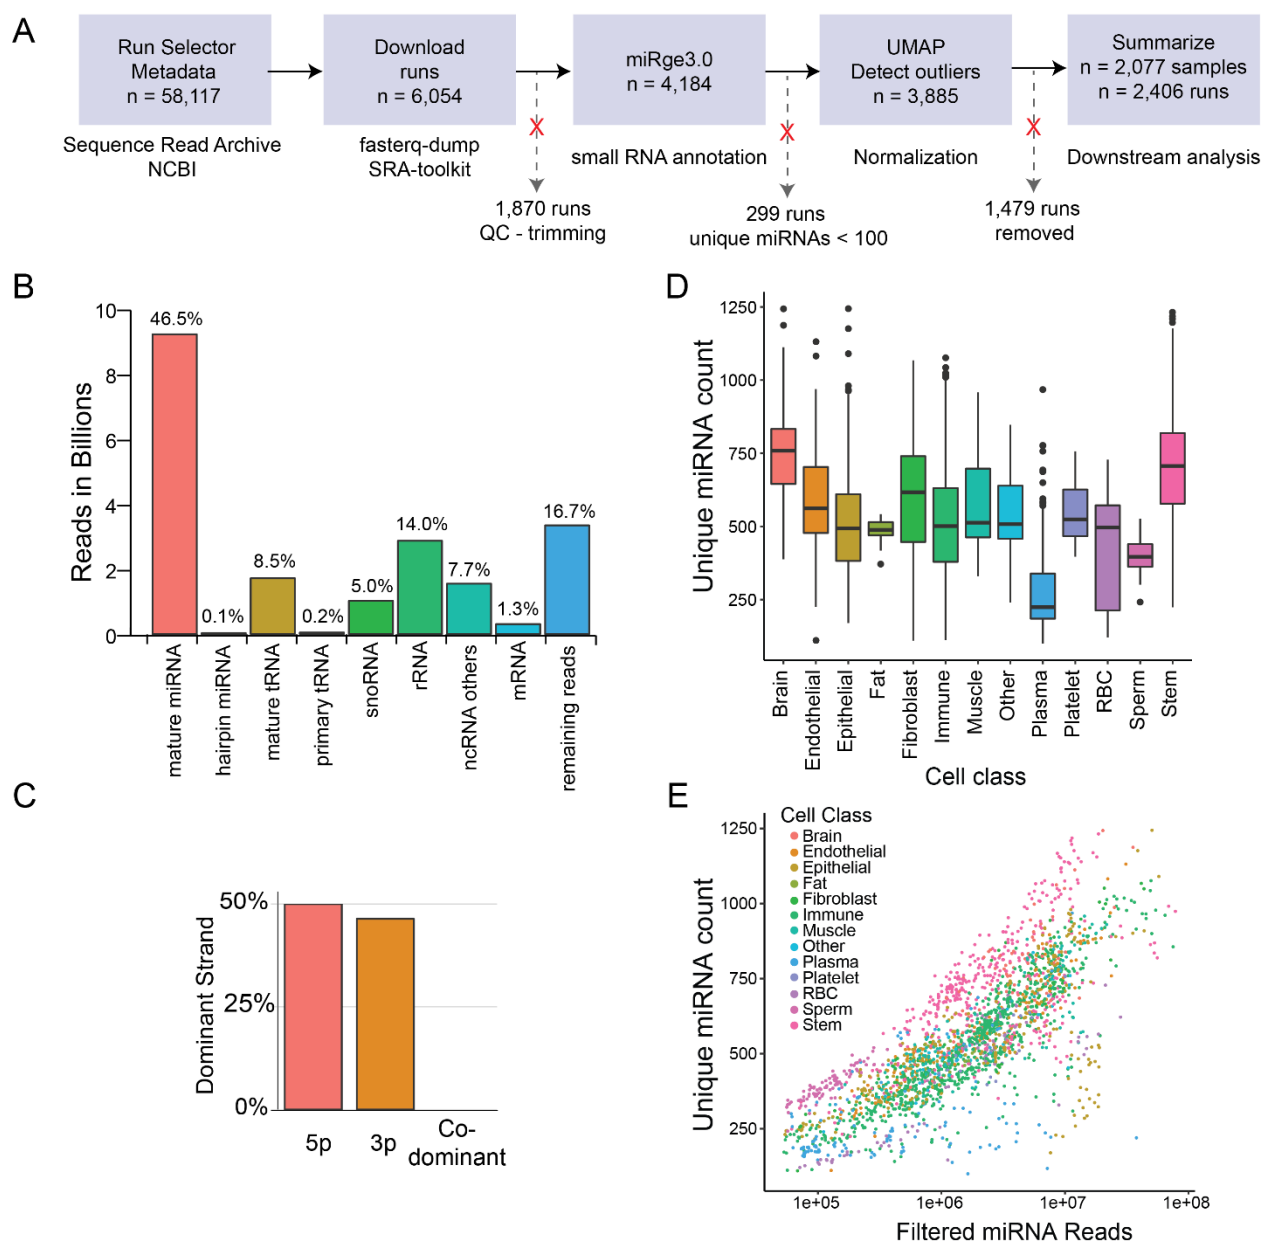 A
Run Selector
Metadata
n = 58,117
Sequence Read Archive
NCBI
Download
runs
n = 6,054
fasterq-dump
SRA-toolkit
1,870 runs
QC - trimming
miRge3.0
n = 4,184
small RNA annotation
299 runs
unique miRNAs < 100
UMAP
Detect outliers
n = 3,885
Normalization
1,479 runs
removed
Summarize
n = 2,077 samples
n = 2,406 runs
Downstream analysis
B
Reads in Billions
10
8
6
4
2
0
46.5%
0.1%
8.5%
0.2%
5.0%
14.0%
7.7%
1.3%
16.7%
mature miRNA
hairpin miRNA
mature tRNA
primary tRNA
snoRNA
rRNA
ncRNA others
mRNA
remaining reads
C
Dominant Strand
50%
25%
0%
5p
3p
Co-
dominant
D
Unique miRNA count
1250
1000
750
500
250
Brain
Endothelial
Epithelial
Fat
Fibroblast
Immune
Muscle
Other
Plasma
Platelet
RBC
Sperm
Stem
Cell class
E
Unique miRNA count
1250
1000
750
500
250
Cell Class
Brain
Endothelial
Epithelial
Fat
Fibroblast
Immune
Muscle
Other
Plasma
Platelet
RBC
Sperm
Stem
1e+05
1e+06
1e+07
1e+08
Filtered miRNA Reads